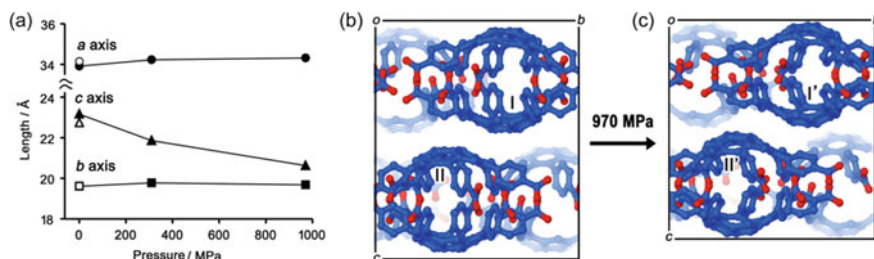 (a)
36
a axis
34
24
c axis
22
b axis
20
18
Length / Å
0 200 400 600 800 1000
Pressure / MPa
(b)
o b
I
II
c
970 MPa
(c)
o
I'
II'
c